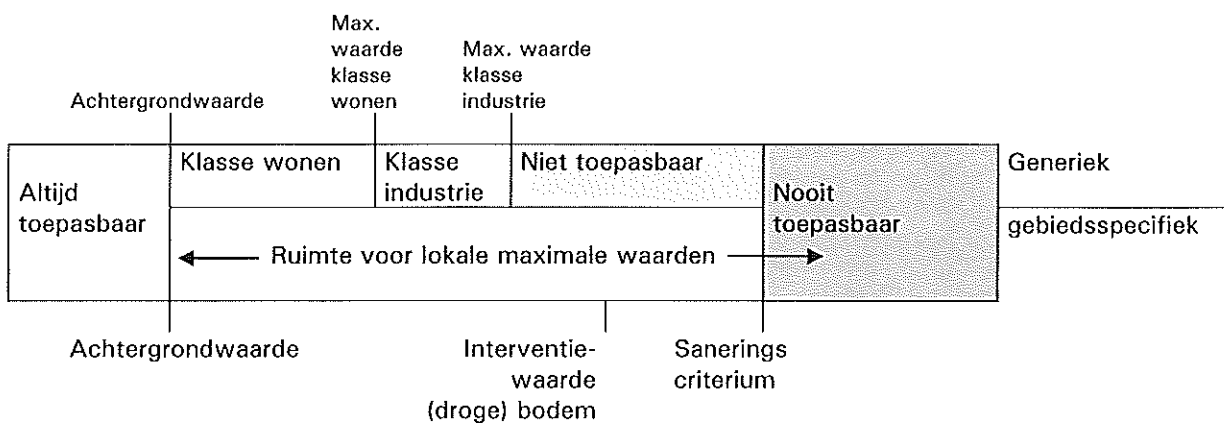 Max.
waarde
klasse
wonen
Max. waarde
klasse
industrie
Achtergrondwaarde
Altijd
toepasbaar
Klasse wonen
Klasse
industrie
Niet toepasbaar
Nooit
toepasbaar
Generiek
gebiedsspecifiek
Ruimte voor lokale maximale waarden
Achtergrondwaarde
Interventie-
waarde
(droge) bodem
Sanerings
criterium